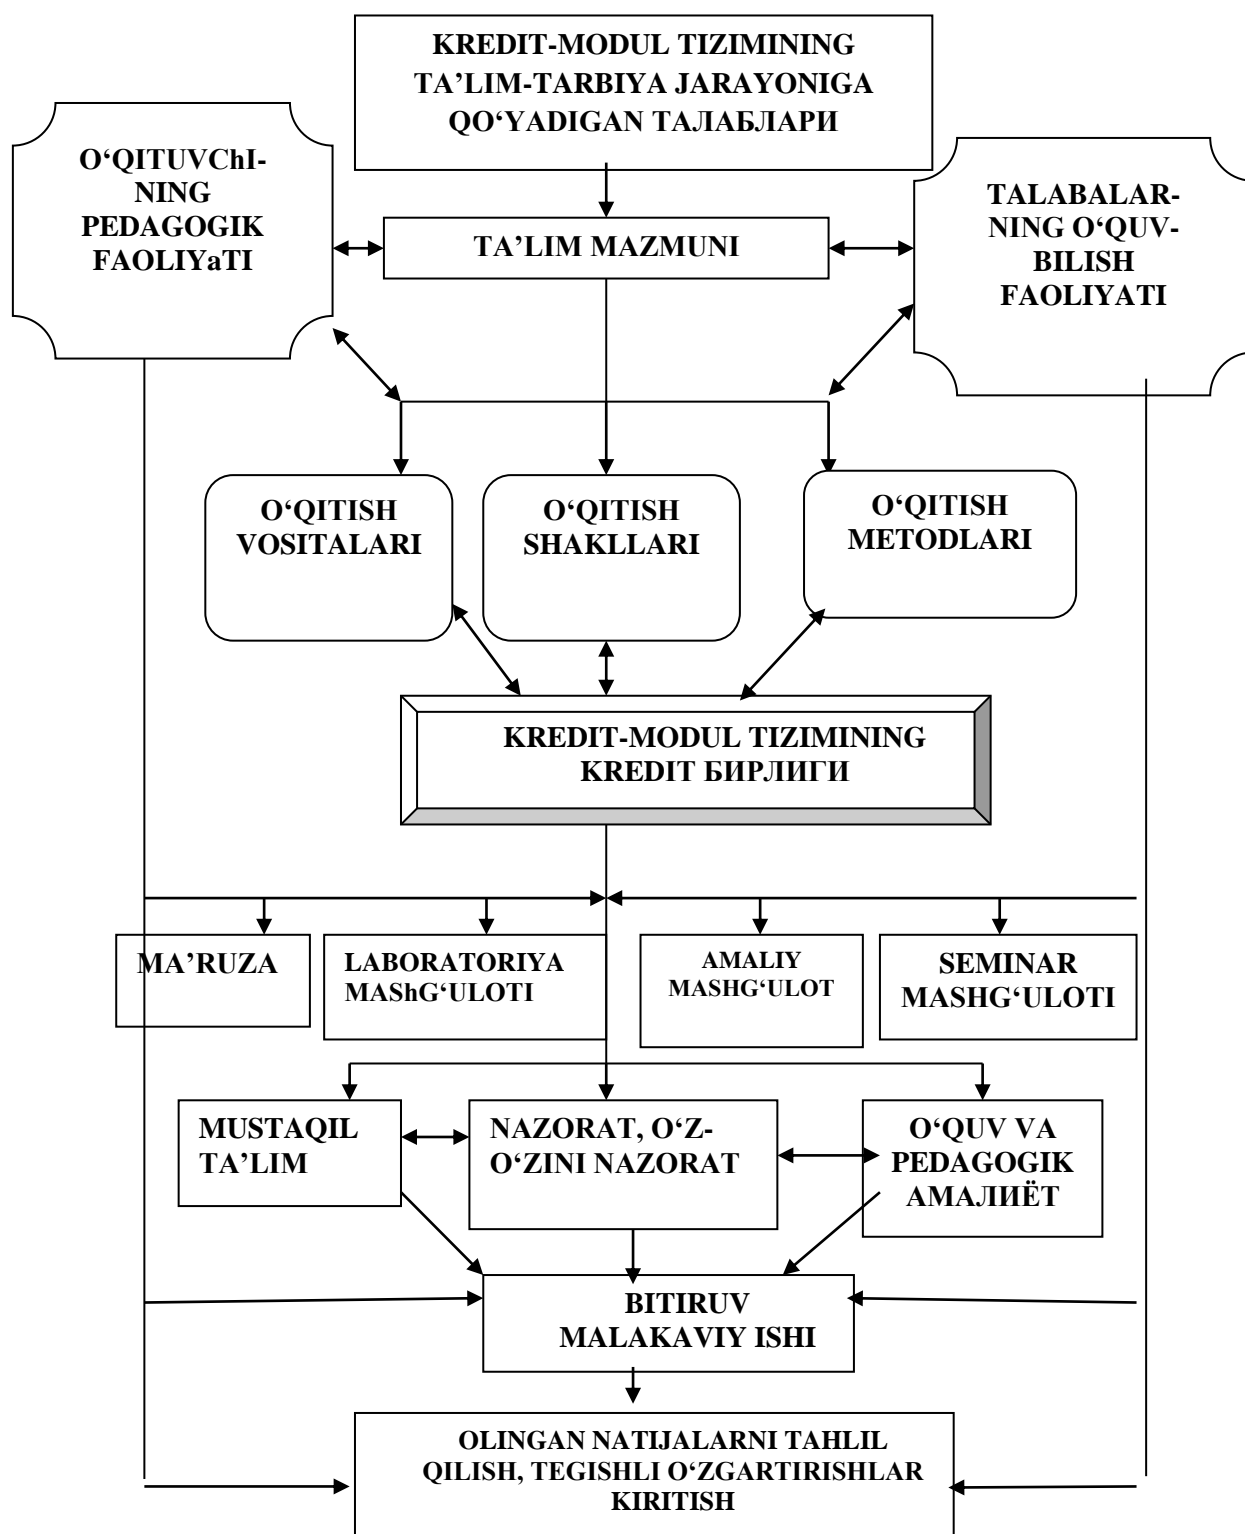 KREDIT-MODUL TIZIMINING
TA’LIM-TARBIYA JARAYONIGA
QO‘YADIGAN ТАЛАБЛАРИ
O‘QITUVChI-
NING
PEDAGOGIK
FAOLIYaTI
TA’LIM MAZMUNI
TALABALAR-
NING O‘QUV-
BILISH
FAOLIYATI
O‘QITISH
VOSITALARI
O‘QITISH
SHAKLLARI
O‘QITISH
METODLARI
KREDIT-MODUL TIZIMINING
KREDIT БИРЛИГИ
MA’RUZA
LABORATORIYA
MAShG‘ULOTI
AMALIY
MASHG‘ULOT
SEMINAR
MASHG‘ULOTI
MUSTAQIL
TA’LIM
NAZORAT, O‘Z-
O‘ZINI NAZORAT
O‘QUV VA
PEDAGOGIK
АМАЛИЁТ
BITIRUV
MALAKAVIY ISHI
OLINGAN NATIJALARNI TAHLIL
QILISH, TEGISHLI O‘ZGARTIRISHLAR
KIRITISH